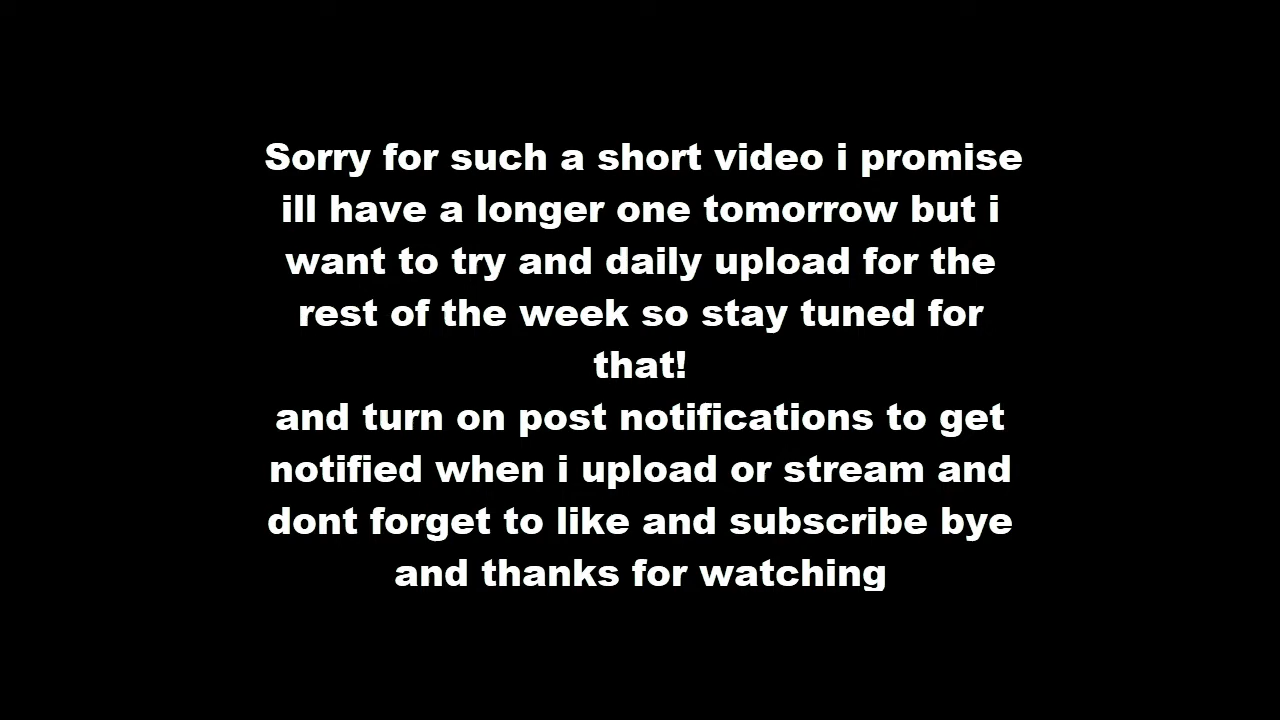 Sorry for such a short video i promise
ill have a longer one tomorrow but i
want to try and daily upload for the
rest of the week so stay tuned for
that!
and turn on post notifications to get
notified when i upload or stream and
dont forget to like and subscribe bye
and thanks for watching